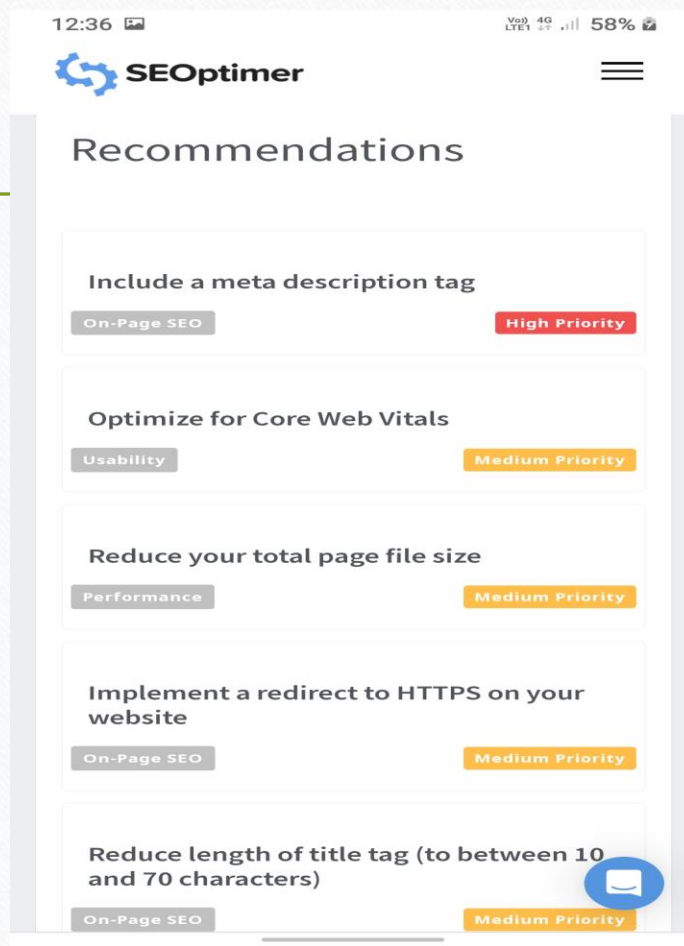 12:36
Vo)) 4G
LTE1 58%
SEOptimer
Recommendations
Include a meta description tag
On-Page SEO High Priority
Optimize for Core Web Vitals
Usability Medium Priority
Reduce your total page file size
Performance Medium Priority
Implement a redirect to HTTPS on your
website
On-Page SEO Medium Priority
Reduce length of title tag (to between 10
and 70 characters)
On-Page SEO Medium Priority